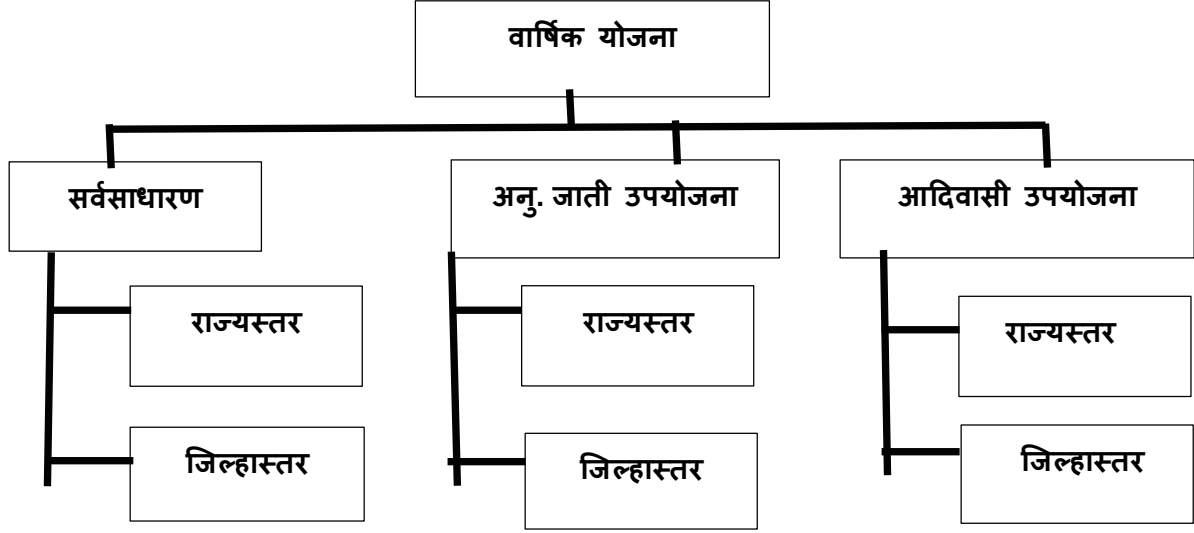 वार्षिक योजना
सर्वसाधारण
अनु. जाती उपयोजना
आदिवासी उपयोजना
राज्यस्तर
राज्यस्तर
राज्यस्तर
जिल्हास्तर
जिल्हास्तर
जिल्हास्तर